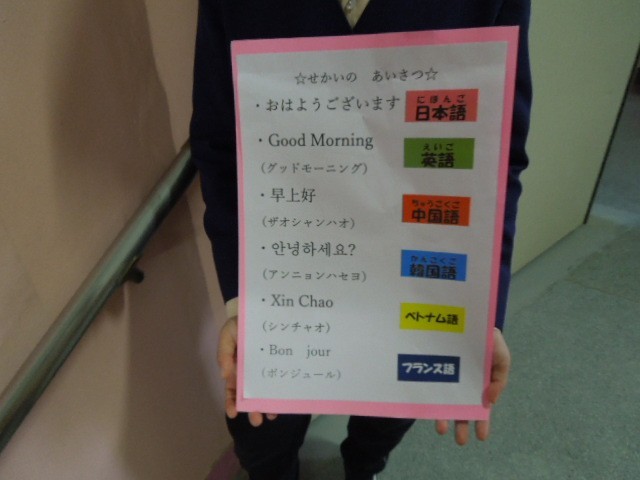 ☆せかいの　あいさつ☆
・おはようございます
にほんご
日本語
・Good Morning
(グッドモーニング)
えいご
英語
・早上好
(ザオシャンハオ)
ちゅうごくご
中国語
・안녕하세요?
(アンニョンハセヨ)
かんこくご
韓国語
・Xin Chao
(シンチャオ)
ベトナム語
・Bon　jour
(ボンジュール)
フランス語